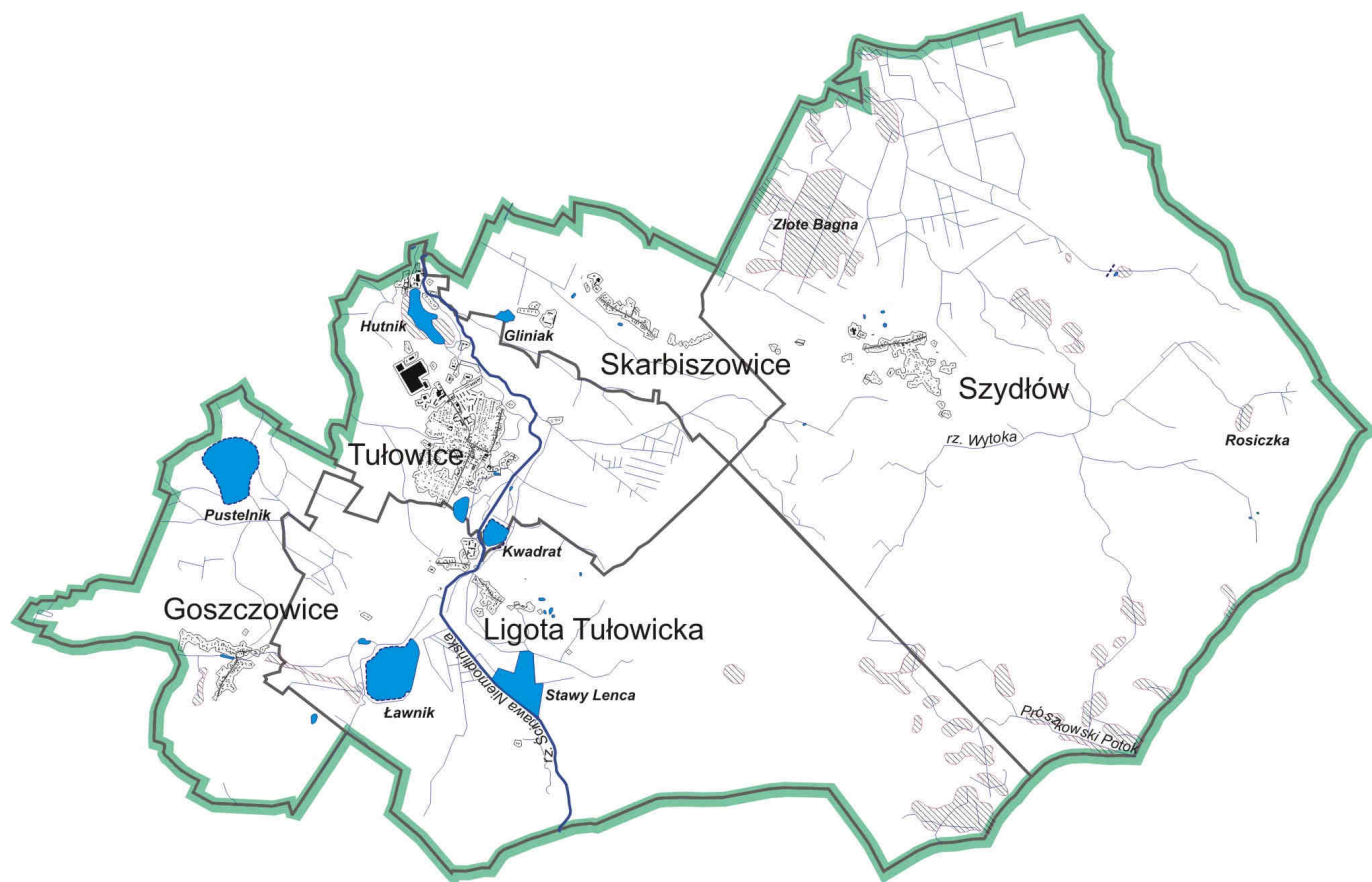 Złote Bagna
Hutnik
Gliniak
Skarbiszowice
Szydłów
rz. Wytoka
Rosiczka
Tułowice
Pustelnik
Kwadrat
Goszczowice
Ligota Tułowicka
rz. Ścinawa Niemodlińska
Stawy Lenca
Ławnik
Prószkowski Potok